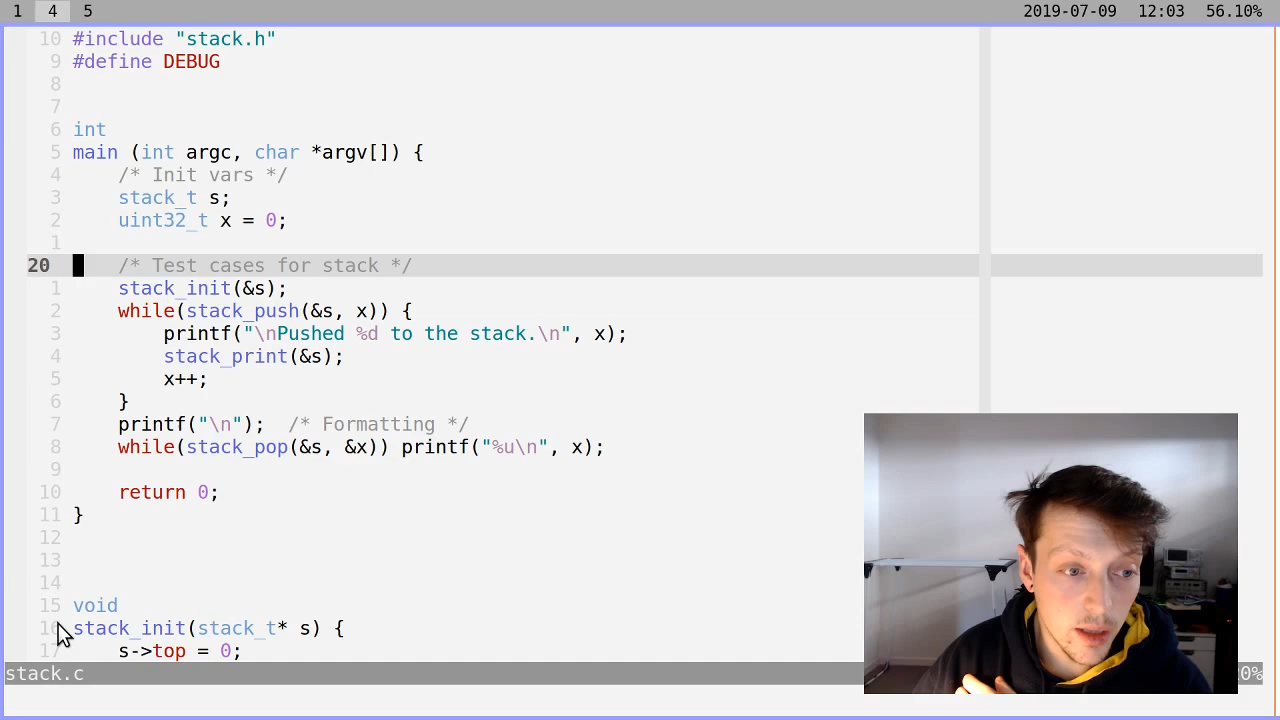 1 4 5 2019-07-09 12:03 56.10%
10 #include "stack.h"
9 #define DEBUG
8
7
6 int
5 main (int argc, char *argv[]) {
4 /* Init vars */
3 stack_t s;
2 uint32_t x = 0;
1
20 /* Test cases for stack */
1 stack_init(&s);
2 while(stack_push(&s, x)) {
3 printf("\nPushed %d to the stack.\n", x);
4 stack_print(&s);
5 x++;
6 }
7 printf("\n"); /* Formatting */
8 while(stack_pop(&s, &x)) printf("%u\n", x);
9
10 return 0;
11 }
12
13
14
15 void
16 stack_init(stack_t* s) {
17 s->top = 0;
stack.c